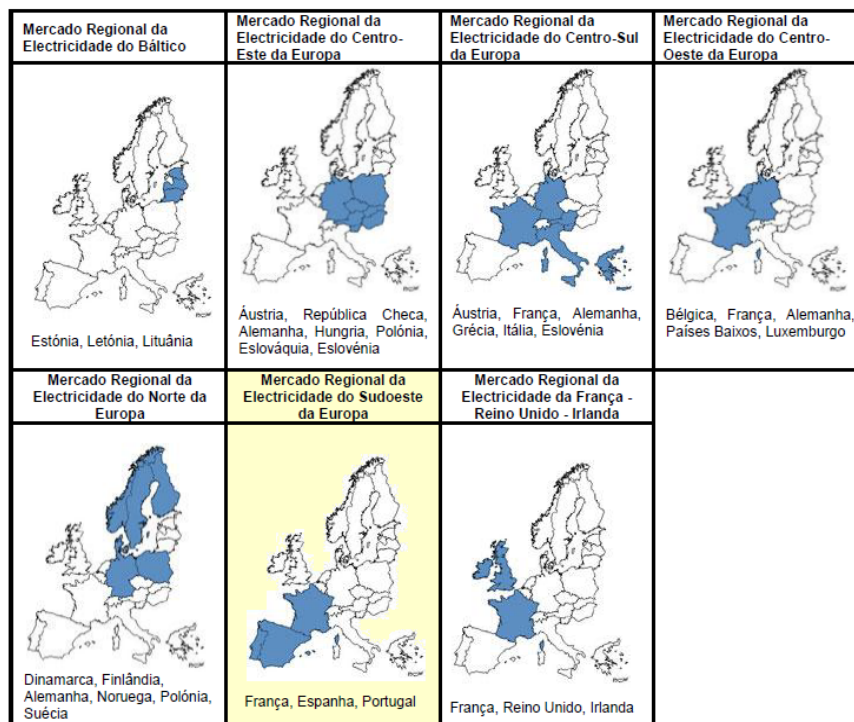 Mercado Regional da
Electricidade do Báltico
Mercado Regional da
Electricidade do Centro-
Este da Europa
Mercado Regional da
Electricidade do Centro-Sul
da Europa
Mercado Regional da
Electricidade do Centro-
Oeste da Europa
Estónia, Letónia, Lituânia
Áustria, República Checa,
Alemanha, Hungria, Polónia,
Eslováquia, Eslovénia
Áustria, França, Alemanha,
Grécia, Itália, Eslovénia
Bélgica, França, Alemanha,
Países Baixos, Luxemburgo
Mercado Regional da
Electricidade do Norte da
Europa
Mercado Regional da
Electricidade do Sudoeste
da Europa
Mercado Regional da
Electricidade da França -
Reino Unido - Irlanda
Dinamarca, Finlândia,
Alemanha, Noruega, Polónia,
Suécia
França, Espanha, Portugal
França, Reino Unido, Irlanda